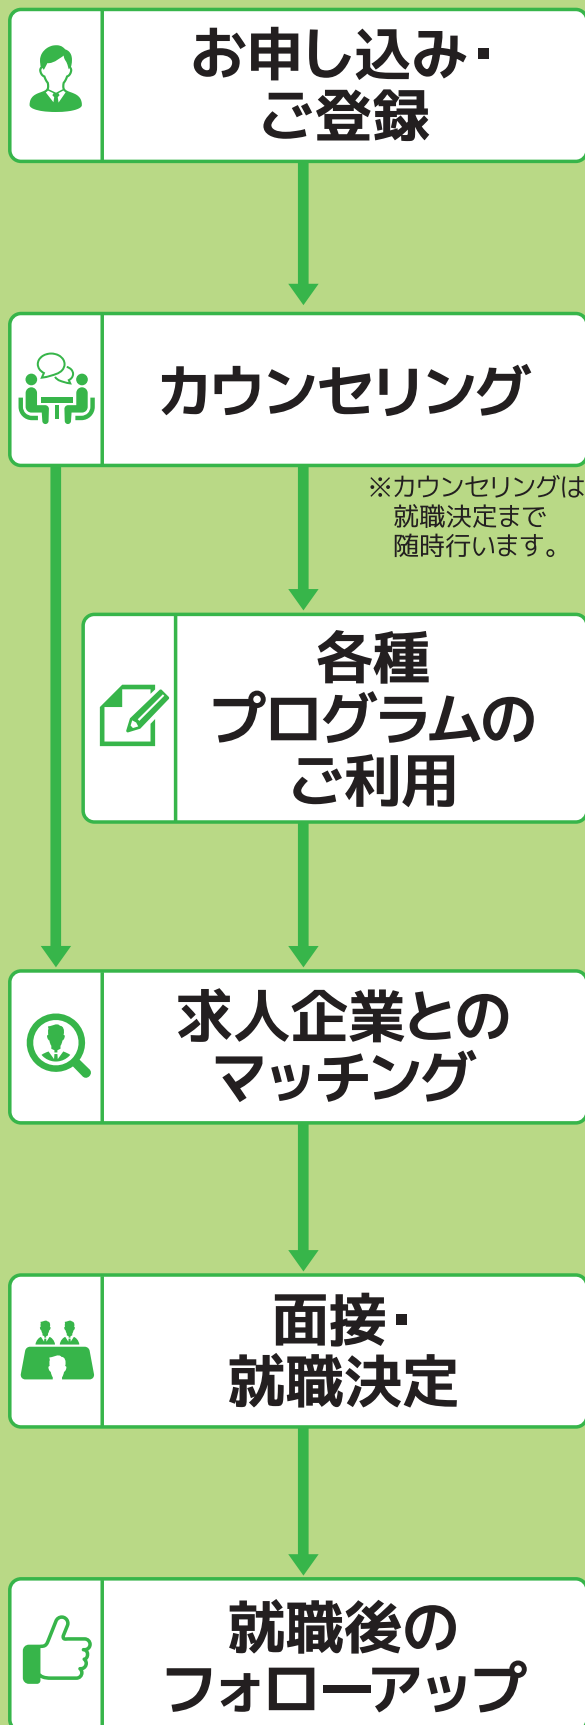 お申し込み・
ご登録
カウンセリング
※カウンセリングは
就職決定まで
随時行います。
各種
プログラムの
ご利用
求人企業との
マッチング
面接・
就職決定
就職後の
フォローアップ